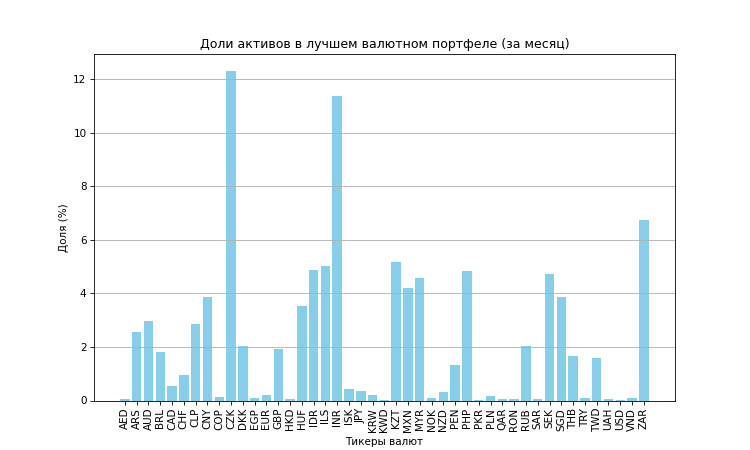 Доли активов в лучшем валютном портфеле (за месяц)
Доля (%)
12
10
8
6
4
2
0
AED
ARS
AUD
BRL
CAD
CHF
CLP
CNY
COP
CZK
DKK
EGP
EUR
GBP
HKD
HUF
IDR
ILS
INR
ISK
JPY
KRW
KWD
KZT
MXN
MYR
NOK
NZD
PEN
PHP
PKR
PLN
QAR
RON
RUB
SAR
SEK
SGD
THB
TRY
TWD
UAH
USD
VND
ZAR
Тикеры валют